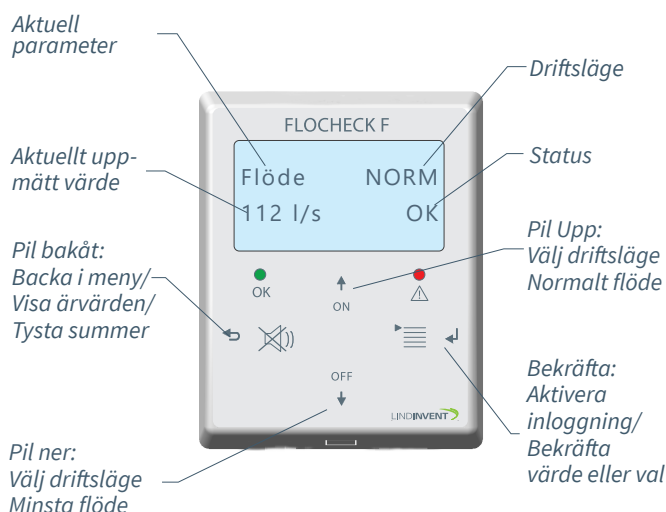 Aktuell
parameter
Driftsläge
FLOCHECK F
Aktuellt upp-
mätt värde
Flöde NORM
112 l/s OK
Status
Pil bakåt:
Backa i meny/
Visa ärvärden/
Tysta summer
OK
ON
Pil Upp:
Välj driftsläge
Normalt flöde
OFF
LINDINVENT
Bekräfta:
Aktivera
inloggning/
Bekräfta
värde eller val
Pil ner:
Välj driftsläge
Minsta flöde